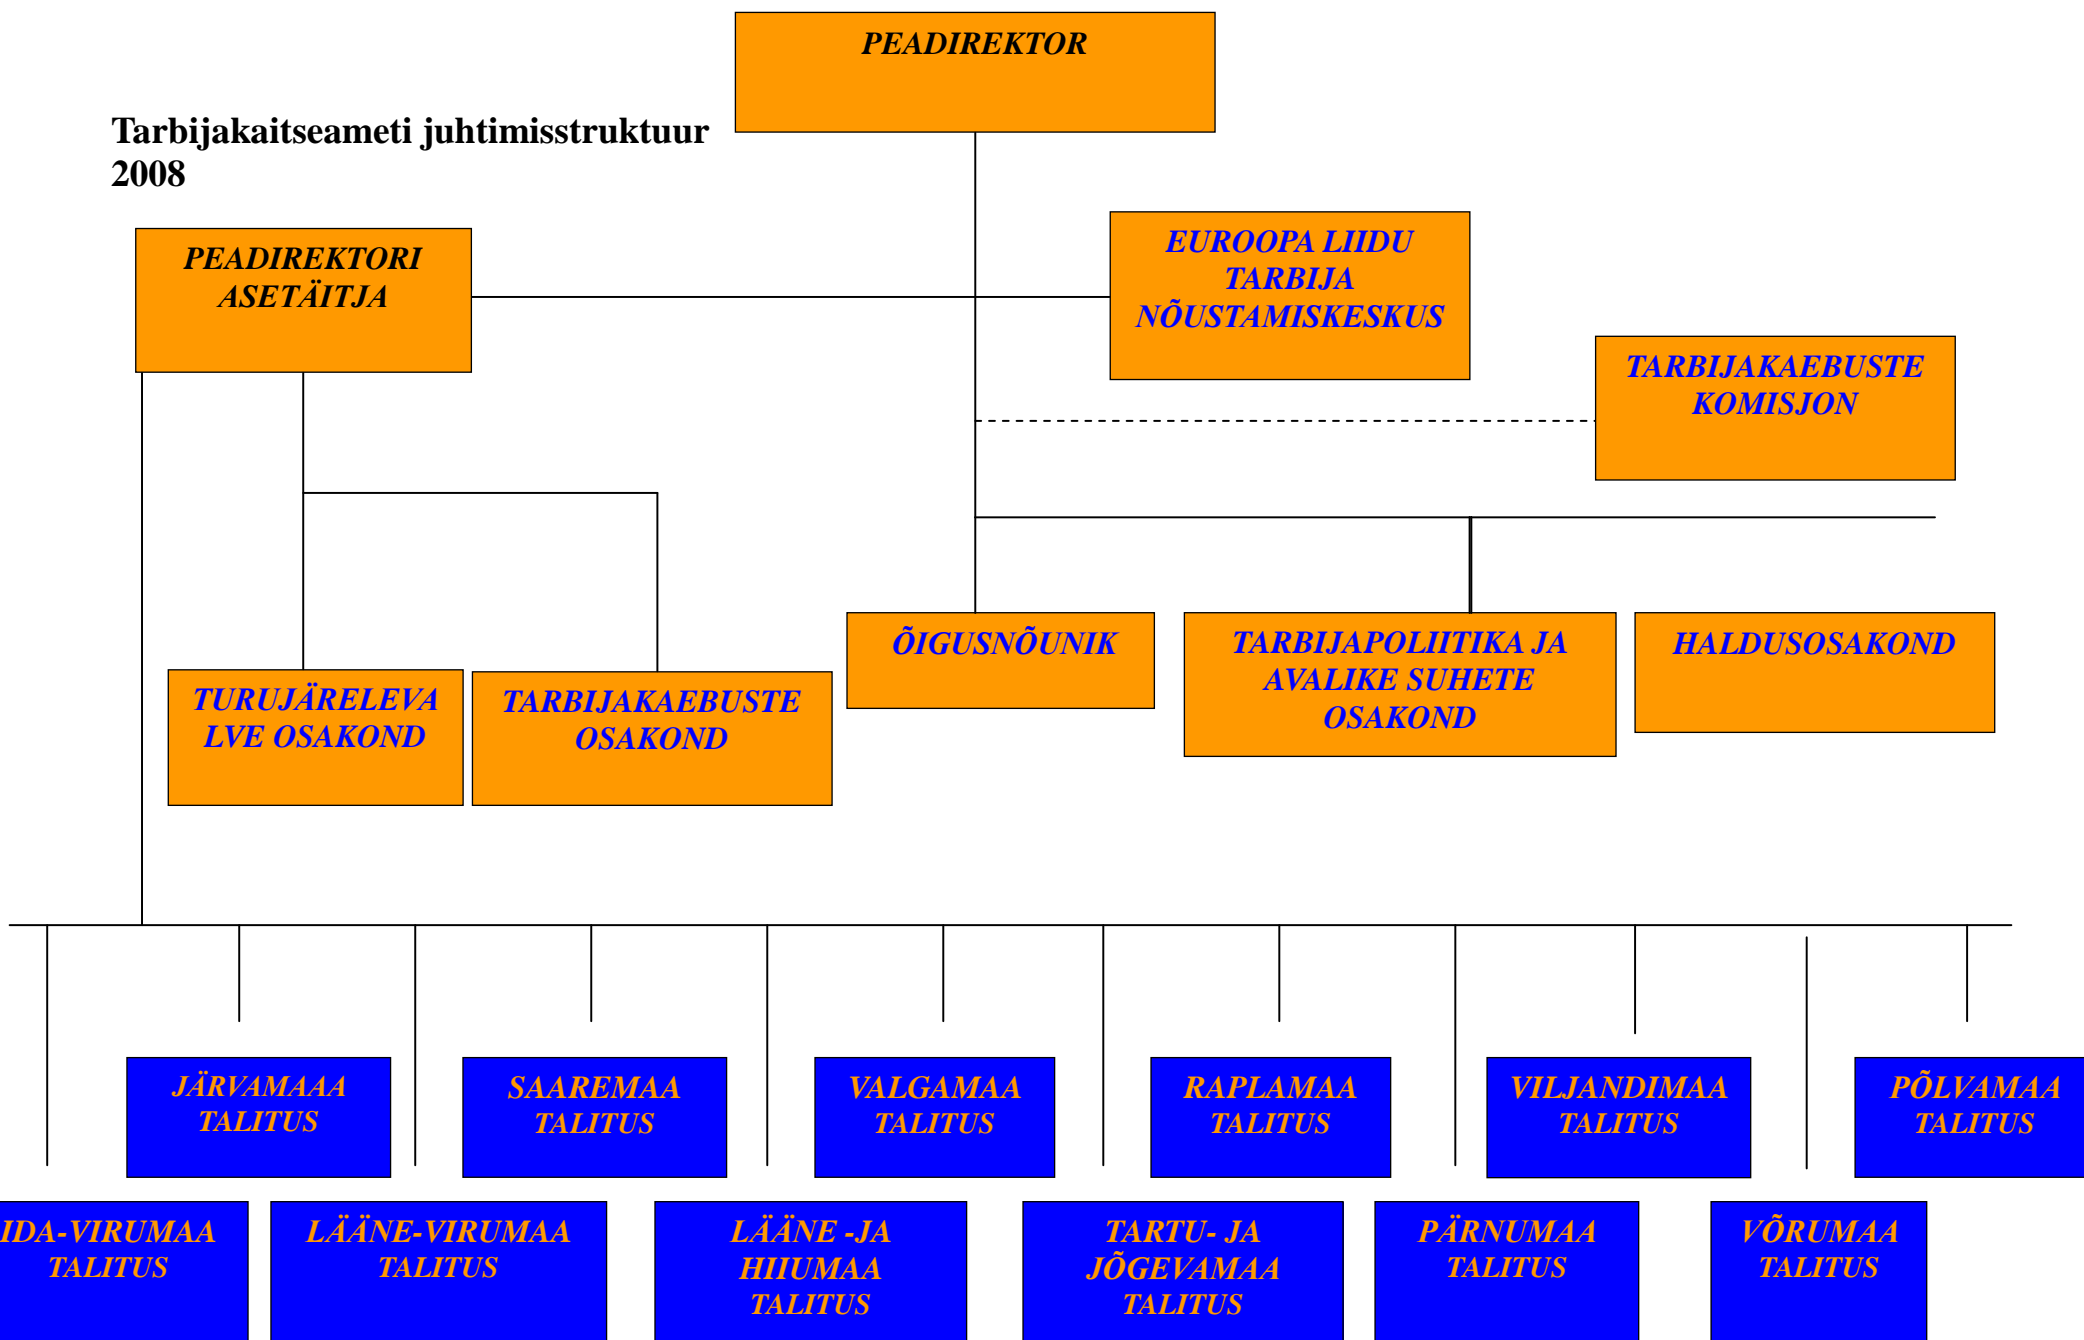 PEADIREKTOR
Tarbijakaitseameti juhtimisstruktuur
2008
PEADIREKTORI
ASETÄITJA
EUROOPA LIIDU
TARBIJA
NÕUSTAMISKESKUS
TARBIJAKAEBUSTE
KOMISJON
TURUJÄRELEVA
LVE OSAKOND
TARBIJAKAEBUSTE
OSAKOND
ÕIGUSNÕUNIK
TARBIJAPOLIITIKA JA
AVALIKE SUHETE
OSAKOND
HALDUSOSAKOND
JÄRVAMAAA
TALITUS
SAAREMAA
TALITUS
VALGAMAA
TALITUS
RAPLAMAA
TALITUS
VILJANDIMAA
TALITUS
PÕLVAMAA
TALITUS
IDA-VIRUMAA
TALITUS
LÄÄNE-VIRUMAA
TALITUS
LÄÄNE -JA
HIIUMAA
TALITUS
TARTU- JA
JÕGEVAMAA
TALITUS
PÄRNUMAA
TALITUS
VÕRUMAA
TALITUS